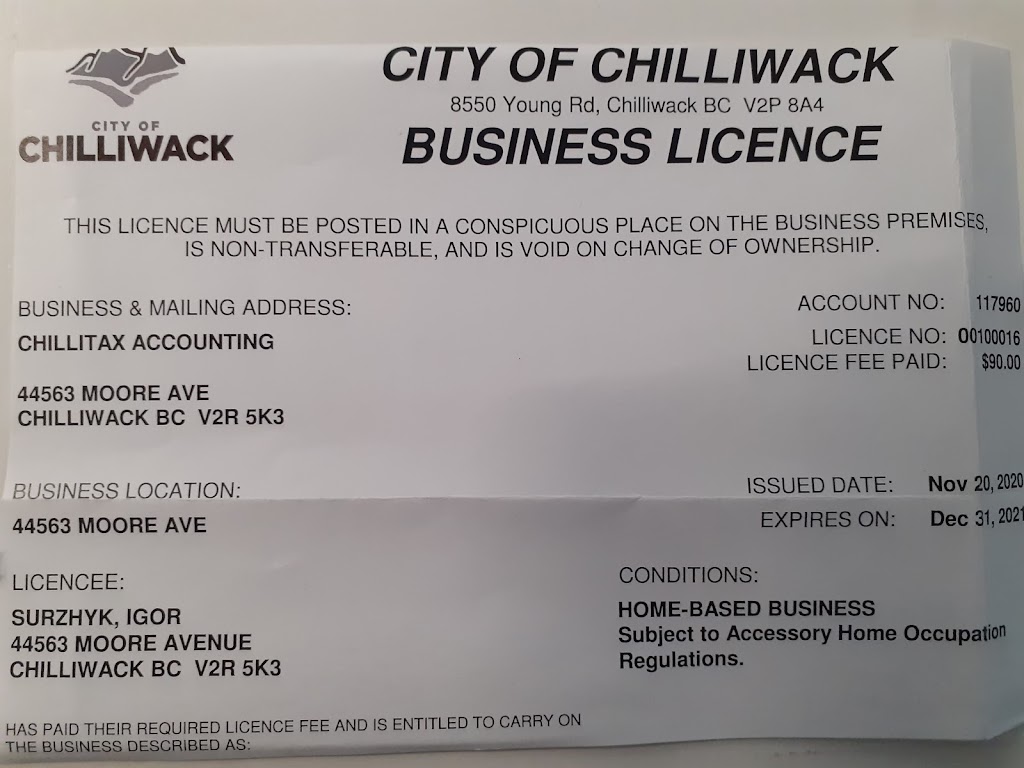 CITY OF
CHILLIWACK
CITY OF CHILLIWACK
8550 Young Rd, Chilliwack BC V2P 8A4
BUSINESS LICENCE
THIS LICENCE MUST BE POSTED IN A CONSPICUOUS PLACE ON THE BUSINESS PREMISES,
IS NON-TRANSFERABLE, AND IS VOID ON CHANGE OF OWNERSHIP.
BUSINESS & MAILING ADDRESS:
CHILLITAX ACCOUNTING
44563 MOORE AVE
CHILLIWACK BC V2R 5K3
ACCOUNT NO: 117960
LICENCE NO: 00100016
LICENCE FEE PAID: $90.00
BUSINESS LOCATION:
44563 MOORE AVE
ISSUED DATE: Nov 20, 2020
EXPIRES ON: Dec 31, 2021
LICENCEE:
SURZHYK, IGOR
44563 MOORE AVENUE
CHILLIWACK BC V2R 5K3
CONDITIONS:
HOME-BASED BUSINESS
Subject to Accessory Home Occupation
Regulations.
HAS PAID THEIR REQUIRED LICENCE FEE AND IS ENTITLED TO CARRY ON
THE BUSINESS DESCRIBED AS: